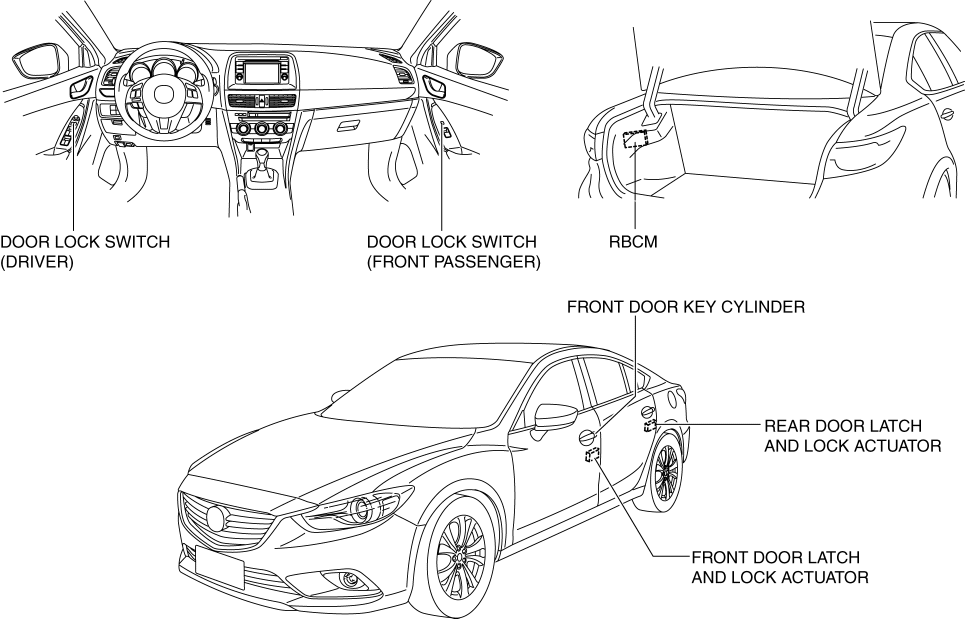 DOOR LOCK SWITCH
(DRIVER)
DOOR LOCK SWITCH
(FRONT PASSENGER)
RBCM
FRONT DOOR KEY CYLINDER
REAR DOOR LATCH
AND LOCK ACTUATOR
FRONT DOOR LATCH
AND LOCK ACTUATOR